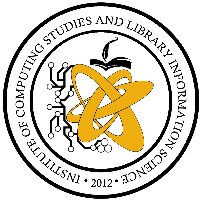 INSTITUTE OF COMPUTING STUDIES AND LIBRARY INFORMATION SCIENCE
• 2012 •